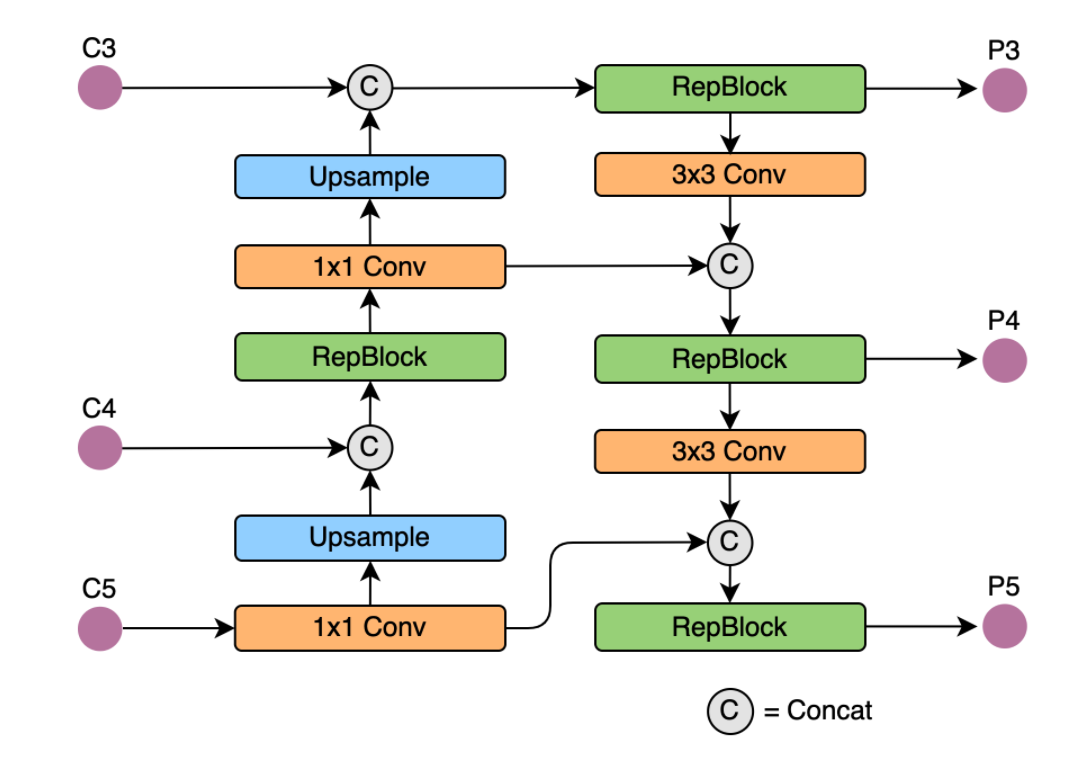 C3
C
RepBlock
P3
Upsample
3x3 Conv
1x1 Conv
C
RepBlock
RepBlock
P4
C4
C
3x3 Conv
Upsample
C
C5
1x1 Conv
RepBlock
P5
C = Concat